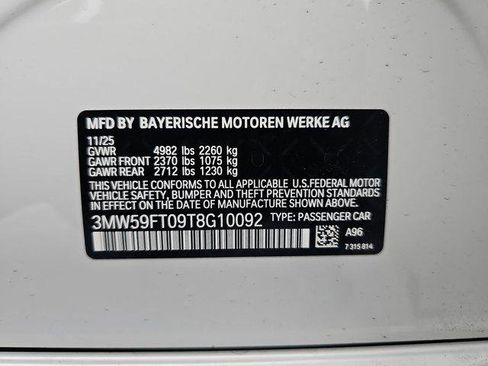 MFD BY BAYERISCHE MOTOREN WERKE AG
11/25
GVWR 4982 lbs 2260 kg
GAWR FRONT 2370 lbs 1075 kg
GAWR REAR 2712 lbs 1230 kg
THIS VEHICLE CONFORMS TO ALL APPLICABLE U.S.FEDERAL MOTOR
VEHICLE SAFETY, BUMPER, AND THEFT PREVENTION
STANDARDS IN EFFECT ON THE DATE OF MANUFACTURE SHOWN ABOVE.
3MW59FT09T8G10092 TYPE: PASSENGER CAR
A96
7 315 814